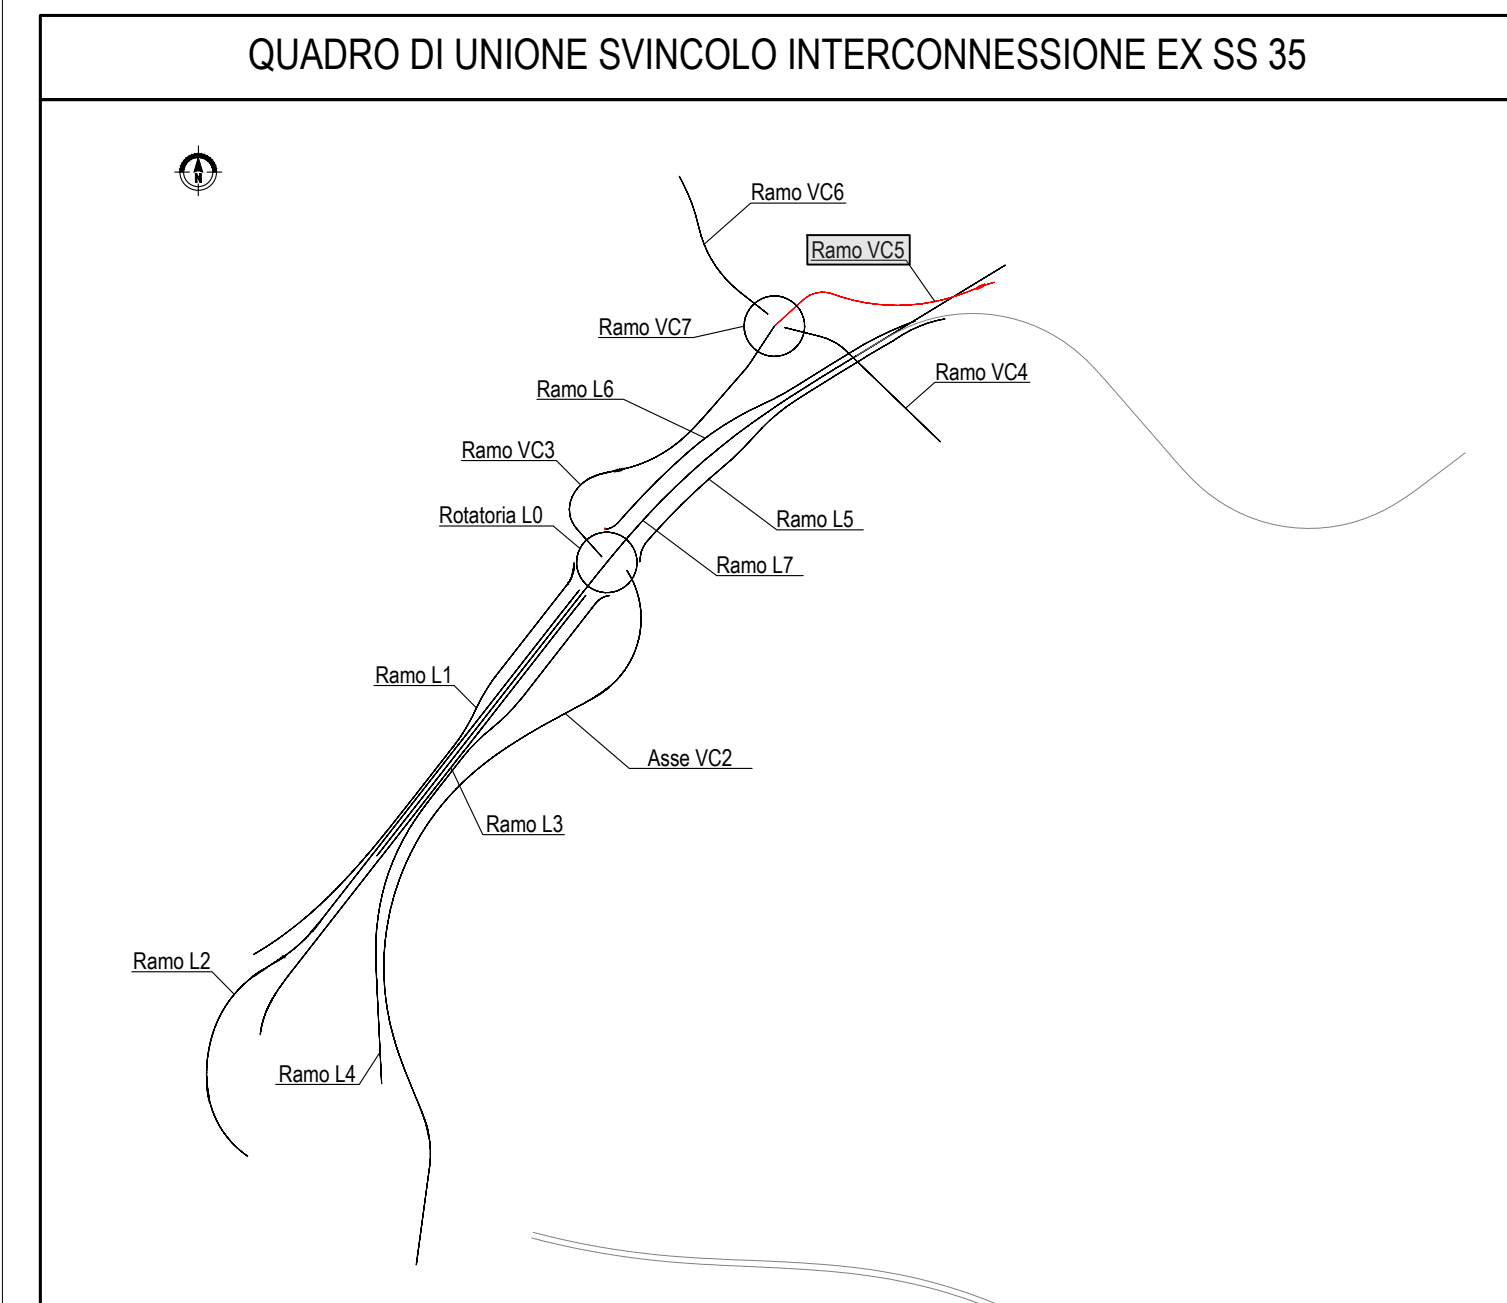 QUADRO DI UNIONE SVINCOLO INTERCONNESSIONE EX SS 35
N
Ramo VC6
Ramo VC5
Ramo VC7
Ramo VC4
Ramo L6
Ramo VC3
Rotatoria L0
Ramo L5
Ramo L7
Ramo L1
Asse VC2
Ramo L3
Ramo L2
Ramo L4